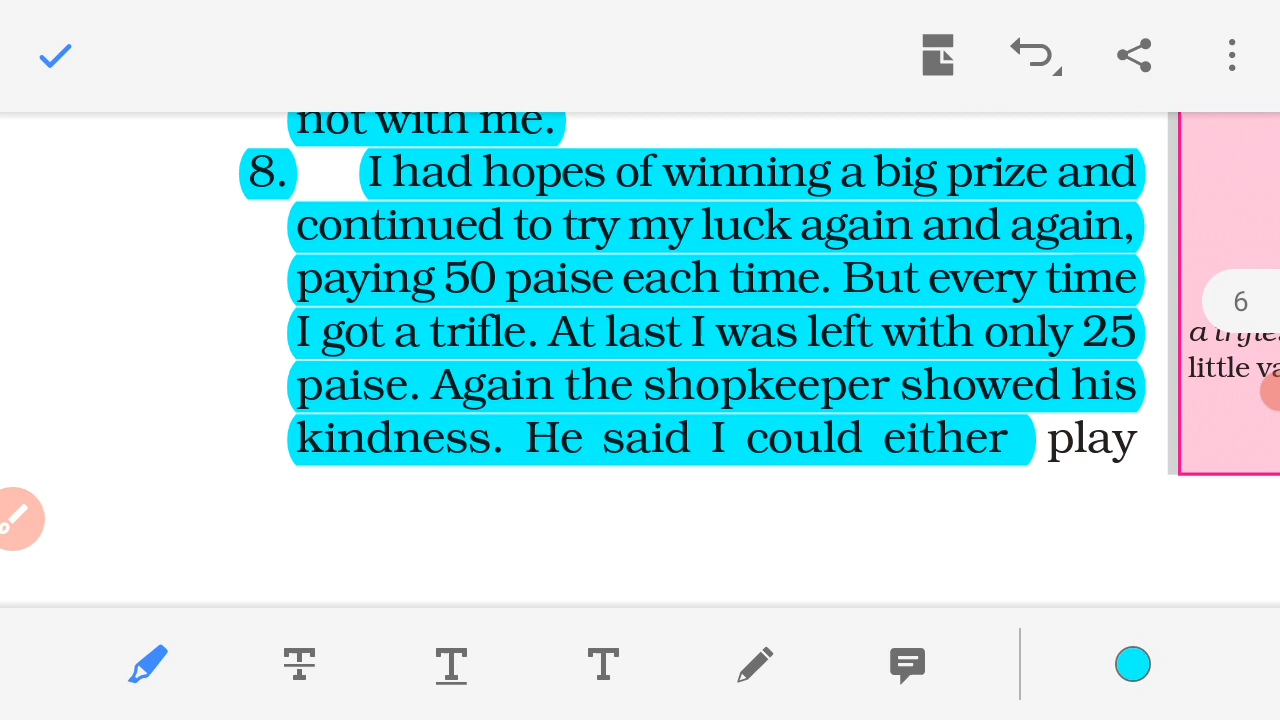 not with me.
8. I had hopes of winning a big prize and
continued to try my luck again and again,
paying 50 paise each time. But every time
I got a trifle. At last I was left with only 25
paise. Again the shopkeeper showed his
kindness. He said I could either play
6
a trifle:
little